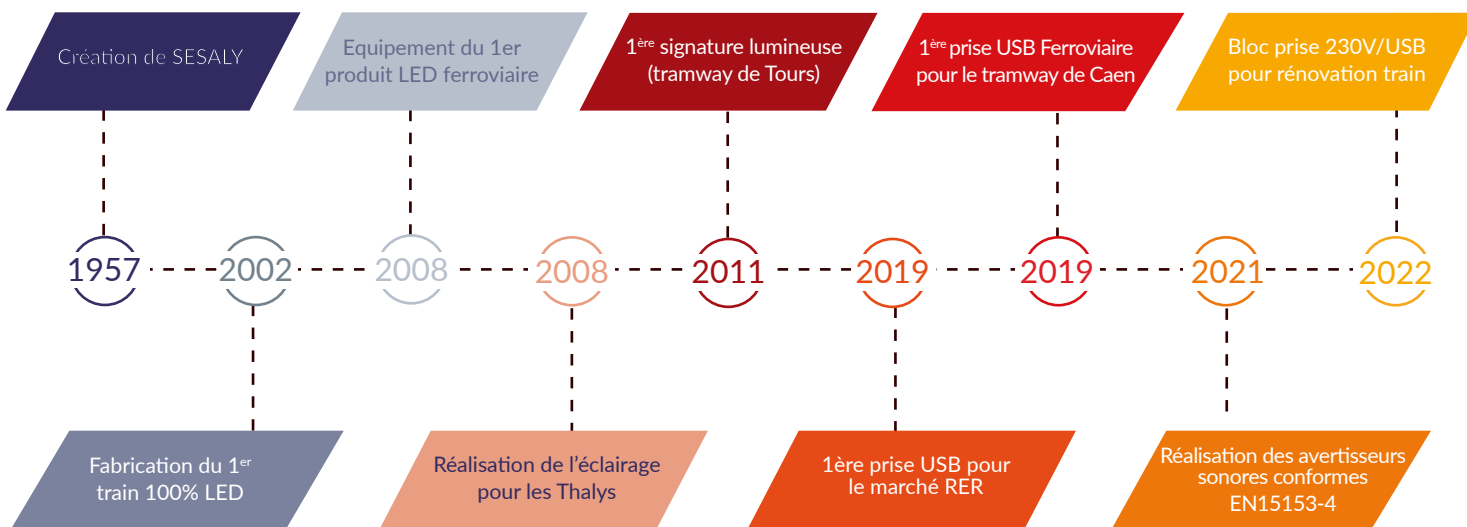 Création de SESALY
Equipement du 1er
produit LED ferroviaire
1ère signature lumineuse
(tramway de Tours)
1ère prise USB Ferroviaire
pour le tramway de Caen
Bloc prise 230V/USB
pour rénovation train
1957
2002
2008
2008
2011
2019
2019
2021
2022
Fabrication du 1er
train 100% LED
Réalisation de l’éclairage
pour les Thalys
1ère prise USB pour
le marché RER
Réalisation des avertisseurs
sonores conformes
EN15153-4